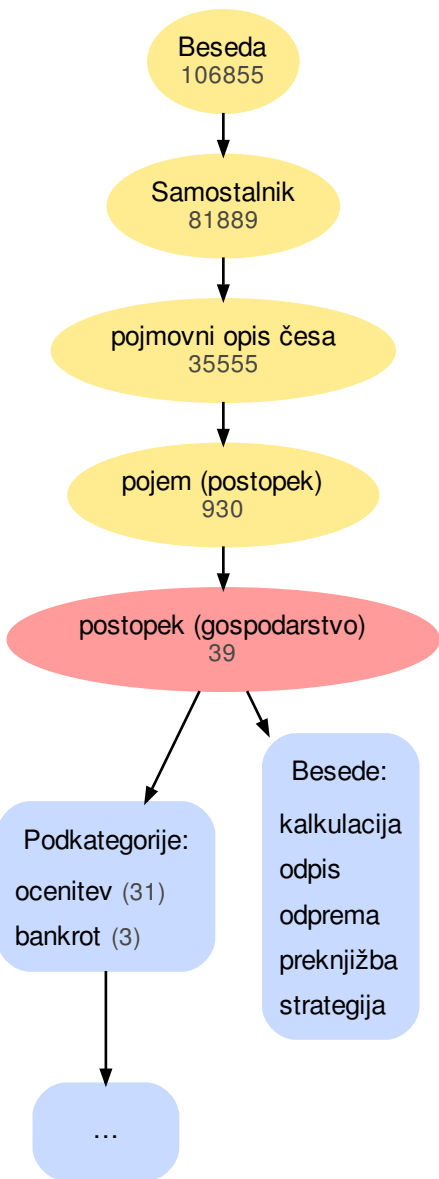 Beseda
106855
Samostalnik
81889
pojmovni opis česa
35555
pojem (postopek)
930
postopek (gospodarstvo)
39
Podkategorije:
ocenitev (31)
bankrot (3)
Besede:
kalkulacija
odpis
odprema
preknjižba
strategija
...